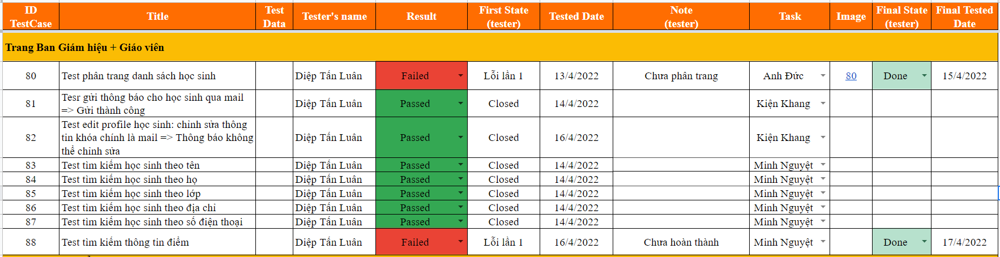 ID TestCase Title Test Data Tester's name Result First State (tester) Tested Date Note (tester) Task Image Final State (tester) Final Tested Date
Trang Ban Giám hiệu + Giáo viên
80 Test phân trang danh sách học sinh Diệp Tấn Luân Failed Lỗi lần 1 13/4/2022 Chưa phân trang Anh Đức 80 Done 15/4/2022
81 Tesr gửi thông báo cho học sinh qua mail => Gửi thành công Diệp Tấn Luân Passed Closed 14/4/2022 Kiện Khang
82 Test edit profile học sinh: chỉnh sửa thông tin khóa chính là mail => Thông báo không thể chỉnh sửa Diệp Tấn Luân Passed Closed 16/4/2022 Kiện Khang
83 Test tìm kiếm học sinh theo tên Diệp Tấn Luân Passed Closed 14/4/2022 Minh Nguyệt
84 Test tìm kiếm học sinh theo họ Diệp Tấn Luân Passed Closed 14/4/2022 Minh Nguyệt
85 Test tìm kiếm học sinh theo lớp Diệp Tấn Luân Passed Closed 14/4/2022 Minh Nguyệt
86 Test tìm kiếm học sinh theo địa chỉ Diệp Tấn Luân Passed Closed 14/4/2022 Minh Nguyệt
87 Test tìm kiếm học sinh theo số điện thoại Diệp Tấn Luân Passed Closed 14/4/2022 Minh Nguyệt
88 Test tìm kiếm thông tin điểm Diệp Tấn Luân Failed Lỗi lần 1 16/4/2022 Chưa hoàn thành Minh Nguyệt Done 17/4/2022